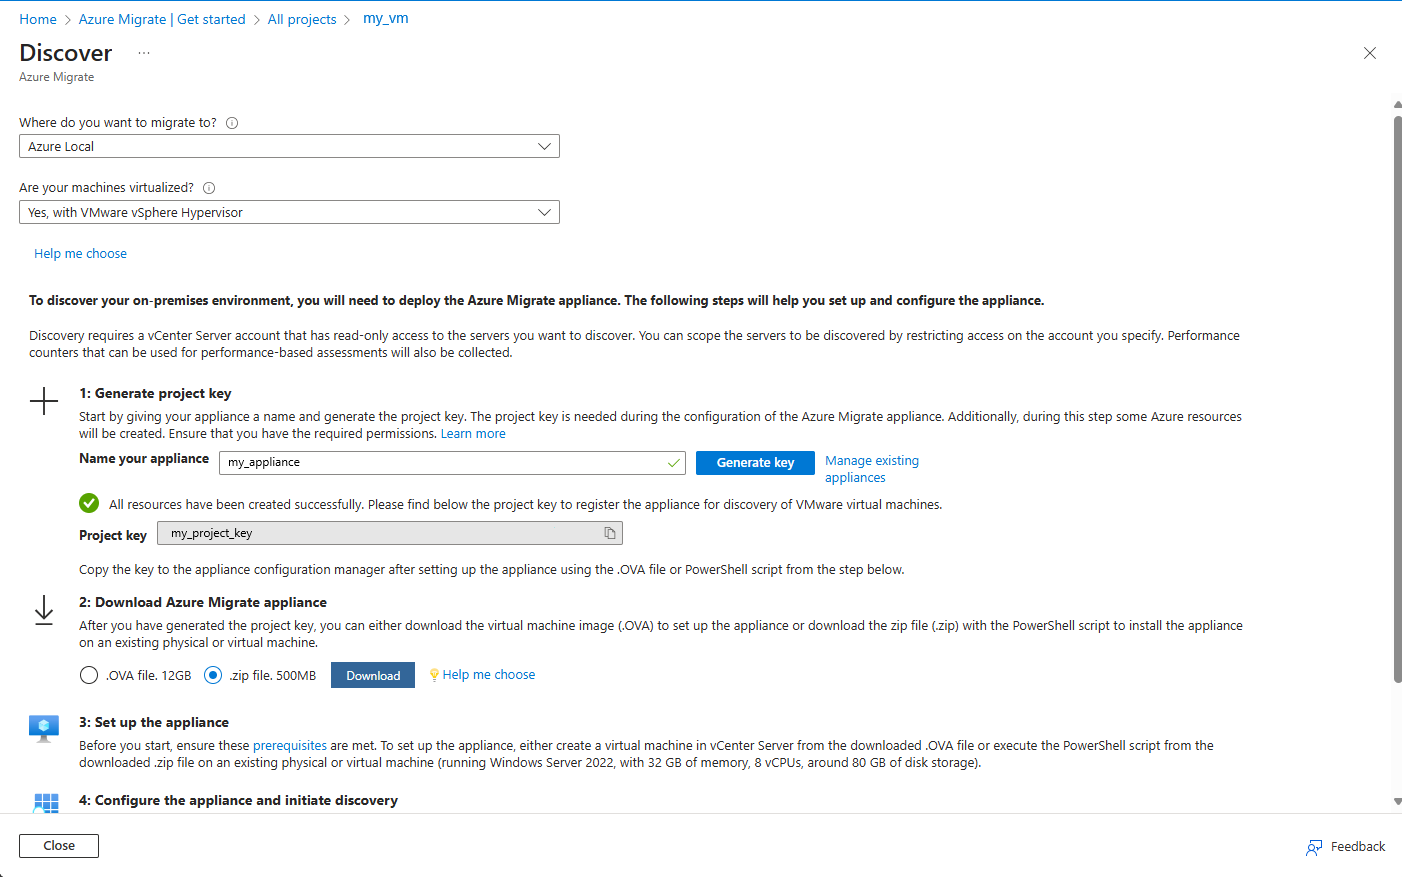 Home > Azure Migrate | Get started > All projects > my_vm
Discover ...
Azure Migrate
Where do you want to migrate to?
Azure Local
Are your machines virtualized?
Yes, with VMware vSphere Hypervisor
Help me choose
To discover your on-premises environment, you will need to deploy the Azure Migrate appliance. The following steps will help you set up and configure the appliance.
Discovery requires a vCenter Server account that has read-only access to the servers you want to discover. You can scope the servers to be discovered by restricting access on the account you specify. Performance
counters that can be used for performance-based assessments will also be collected.
1: Generate project key
Start by giving your appliance a name and generate the project key. The project key is needed during the configuration of the Azure Migrate appliance. Additionally, during this step some Azure resources
will be created. Ensure that you have the required permissions. Learn more
Name your appliance my_appliance Generate key Manage existing
appliances
All resources have been created successfully. Please find below the project key to register the appliance for discovery of VMware virtual machines.
Project key my_project_key
Copy the key to the appliance configuration manager after setting up the appliance using the .OVA file or PowerShell script from the step below.
2: Download Azure Migrate appliance
After you have generated the project key, you can either download the virtual machine image (.OVA) to set up the appliance or download the zip file (.zip) with the PowerShell script to install the appliance
on an existing physical or virtual machine.
.OVA file. 12GB .zip file. 500MB Download Help me choose
3: Set up the appliance
Before you start, ensure these prerequisites are met. To set up the appliance, either create a virtual machine in vCenter Server from the downloaded .OVA file or execute the PowerShell script from the
downloaded .zip file on an existing physical or virtual machine (running Windows Server 2022, with 32 GB of memory, 8 vCPUs, around 80 GB of disk storage).
4: Configure the appliance and initiate discovery
Close
Feedback